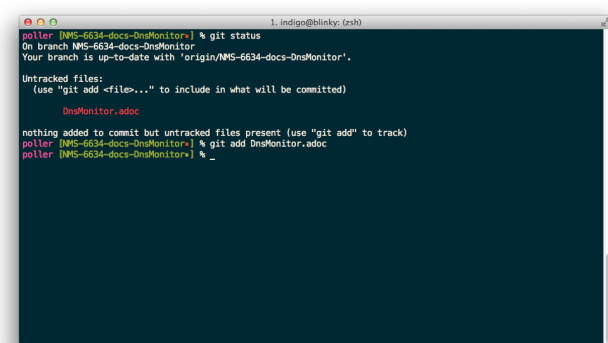 1. indigo@blinky: (zsh)
poller [NMS-6634-docs-DnsMonitor•] % git status
On branch NMS-6634-docs-DnsMonitor
Your branch is up-to-date with 'origin/NMS-6634-docs-DnsMonitor'.
Untracked files:
(use "git add <file>..." to include in what will be committed)
DnsMonitor.adoc
nothing added to commit but untracked files present (use "git add" to track)
poller [NMS-6634-docs-DnsMonitor•] % git add DnsMonitor.adoc
poller [NMS-6634-docs-DnsMonitor•] % _